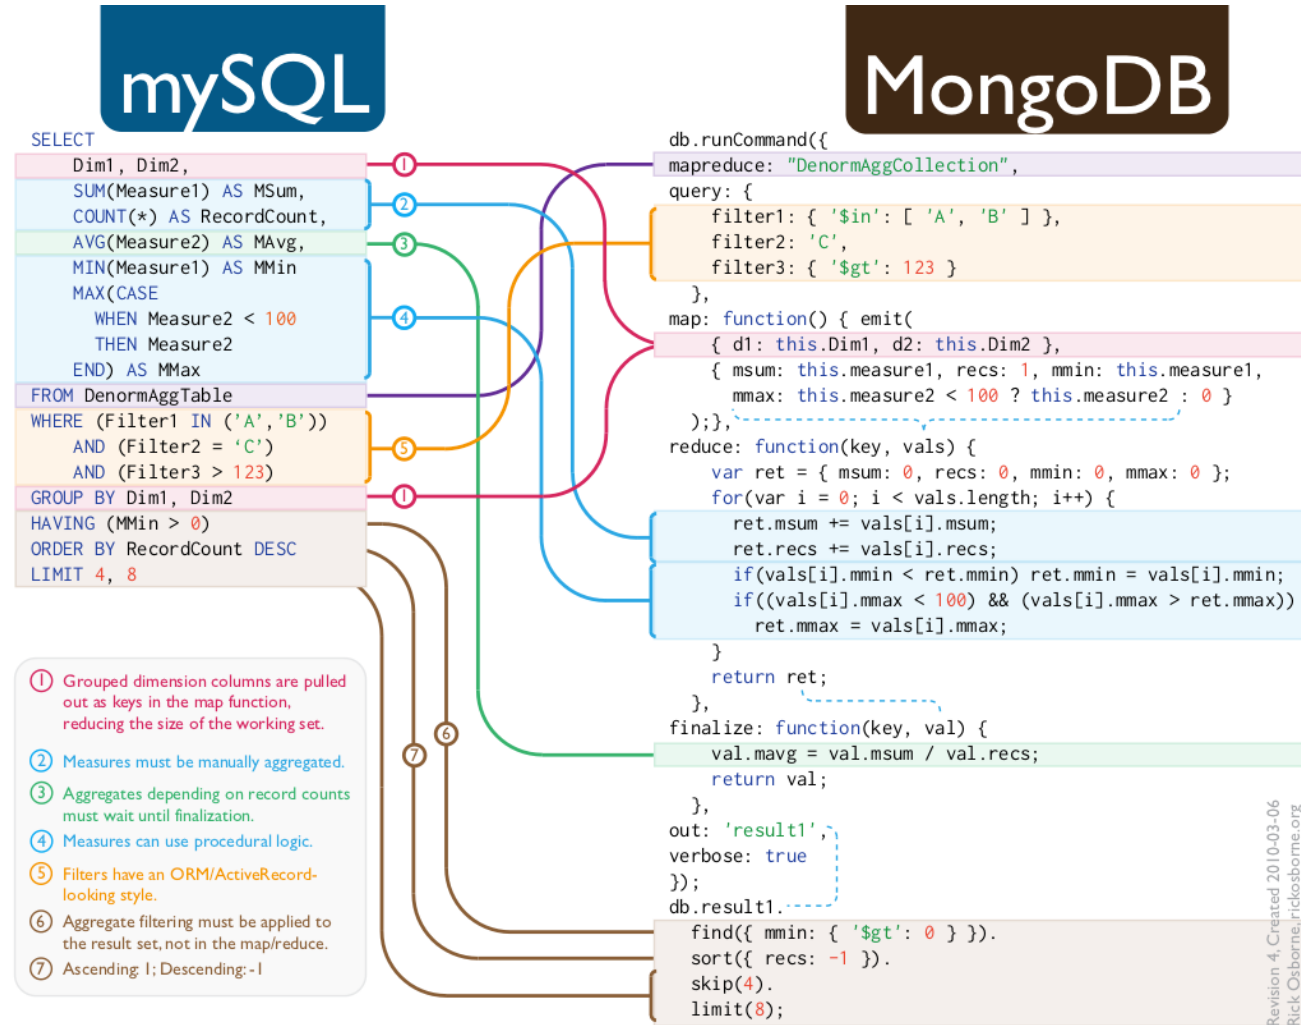 mySQL
SELECT
Dim1, Dim2,
SUM(Measure1) AS MSum,
COUNT(*) AS RecordCount,
AVG(Measure2) AS MAvg,
MIN(Measure1) AS MMin
MAX(CASE
WHEN Measure2 < 100
THEN Measure2
END) AS MMax
FROM DenormAggTable
WHERE (Filter1 IN ('A','B'))
AND (Filter2 = ‘C’)
AND (Filter3 > 123)
GROUP BY Dim1, Dim2
HAVING (MMin > 0)
ORDER BY RecordCount DESC
LIMIT 4, 8
1
2
3
4
5
1
6
7
1 Grouped dimension columns are pulled
out as keys in the map function,
reducing the size of the working set.
2 Measures must be manually aggregated.
3 Aggregates depending on record counts
must wait until finalization.
4 Measures can use procedural logic.
5 Filters have an ORM/ActiveRecord-
looking style.
6 Aggregate filtering must be applied to
the result set, not in the map/reduce.
7 Ascending: 1; Descending: -1
MongoDB
db.runCommand({
mapreduce: "DenormAggCollection",
query: {
filter1: { '$in': [ 'A', 'B' ] },
filter2: 'C',
filter3: { '$gt': 123 }
},
map: function() { emit(
{ d1: this.Dim1, d2: this.Dim2 },
{ msum: this.measure1, recs: 1, mmin: this.measure1,
mmax: this.measure2 < 100 ? this.measure2 : 0 }
);},
reduce: function(key, vals) {
var ret = { msum: 0, recs: 0, mmin: 0, mmax: 0 };
for(var i = 0; i < vals.length; i++) {
ret.msum += vals[i].msum;
ret.recs += vals[i].recs;
if(vals[i].mmin < ret.mmin) ret.mmin = vals[i].mmin;
if((vals[i].mmax < 100) && (vals[i].mmax > ret.mmax))
ret.mmax = vals[i].mmax;
}
return ret;
},
finalize: function(key, val) {
val.mavg = val.msum / val.recs;
return val;
},
out: 'result1',
verbose: true
});
db.result1.
find({ mmin: { '$gt': 0 } }).
sort({ recs: -1 }).
skip(4).
limit(8);
Revision 4, Created 2010-03-06
Rick Osborne, rickosborne.org